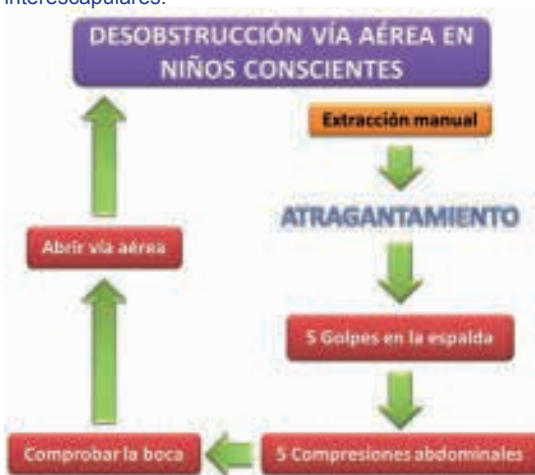 interescapulares.
DESOBSTRUCCIÓN VÍA AÉREA EN
NIÑOS CONSCIENTES
Extracción manual
ATRAGANTAMIENTO
5 Golpes en la espalda
5 Compresiones abdominales
Comprobar la boca
Abrir vía aérea